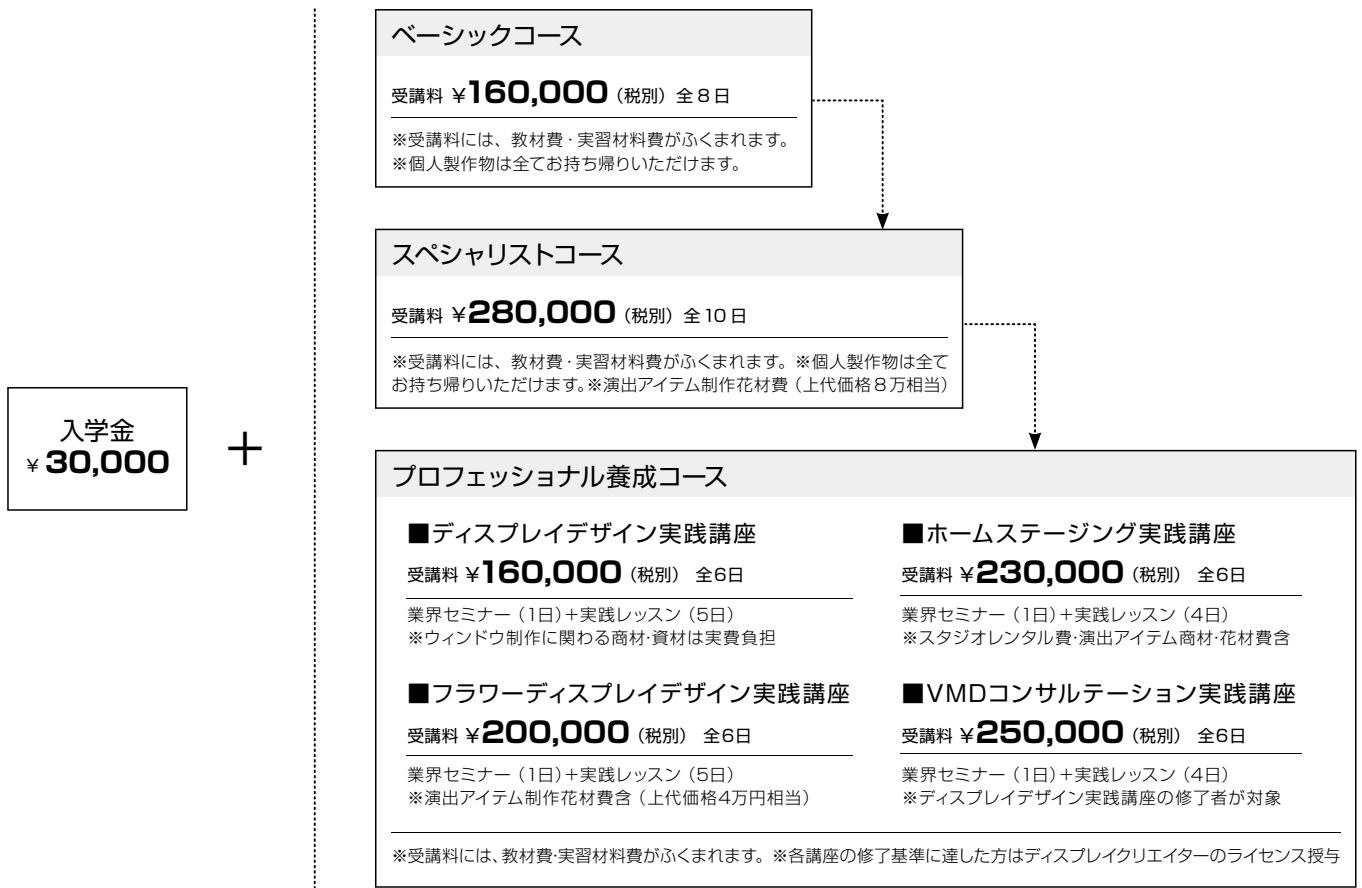 入学金
¥ 30,000
＋
ベーシックコース
受講料 ¥160,000（税別）全8日
※受講料には、教材費・実習材料費がふくまれます。
※個人製作物は全てお持ち帰りいただけます。
スペシャリストコース
受講料 ¥280,000（税別）全10日
※受講料には、教材費・実習材料費がふくまれます。※個人製作物は全て
お持ち帰りいただけます。※演出アイテム制作花材費（上代価格8万相当）
プロフェッショナル養成コース
■ディスプレイデザイン実践講座
受講料 ¥160,000（税別） 全6日
業界セミナー（1日）+実践レッスン（5日）
※ウィンドウ制作に関わる商材・資材は実費負担
■ホームステージング実践講座
受講料 ¥230,000（税別） 全6日
業界セミナー（1日）+実践レッスン（4日）
※スタジオレンタル費・演出アイテム商材・花材費含
■フラワーディスプレイデザイン実践講座
受講料 ¥200,000（税別） 全6日
業界セミナー（1日）+実践レッスン（5日）
※演出アイテム制作花材費含（上代価格4万円相当）
■VMDコンサルテーション実践講座
受講料 ¥250,000（税別） 全6日
業界セミナー（1日）+実践レッスン（4日）
※ディスプレイデザイン実践講座の修了者が対象
※受講料には、教材費・実習材料費がふくまれます。※各講座の修了基準に達した方はディスプレイクリエイターのライセンス授与